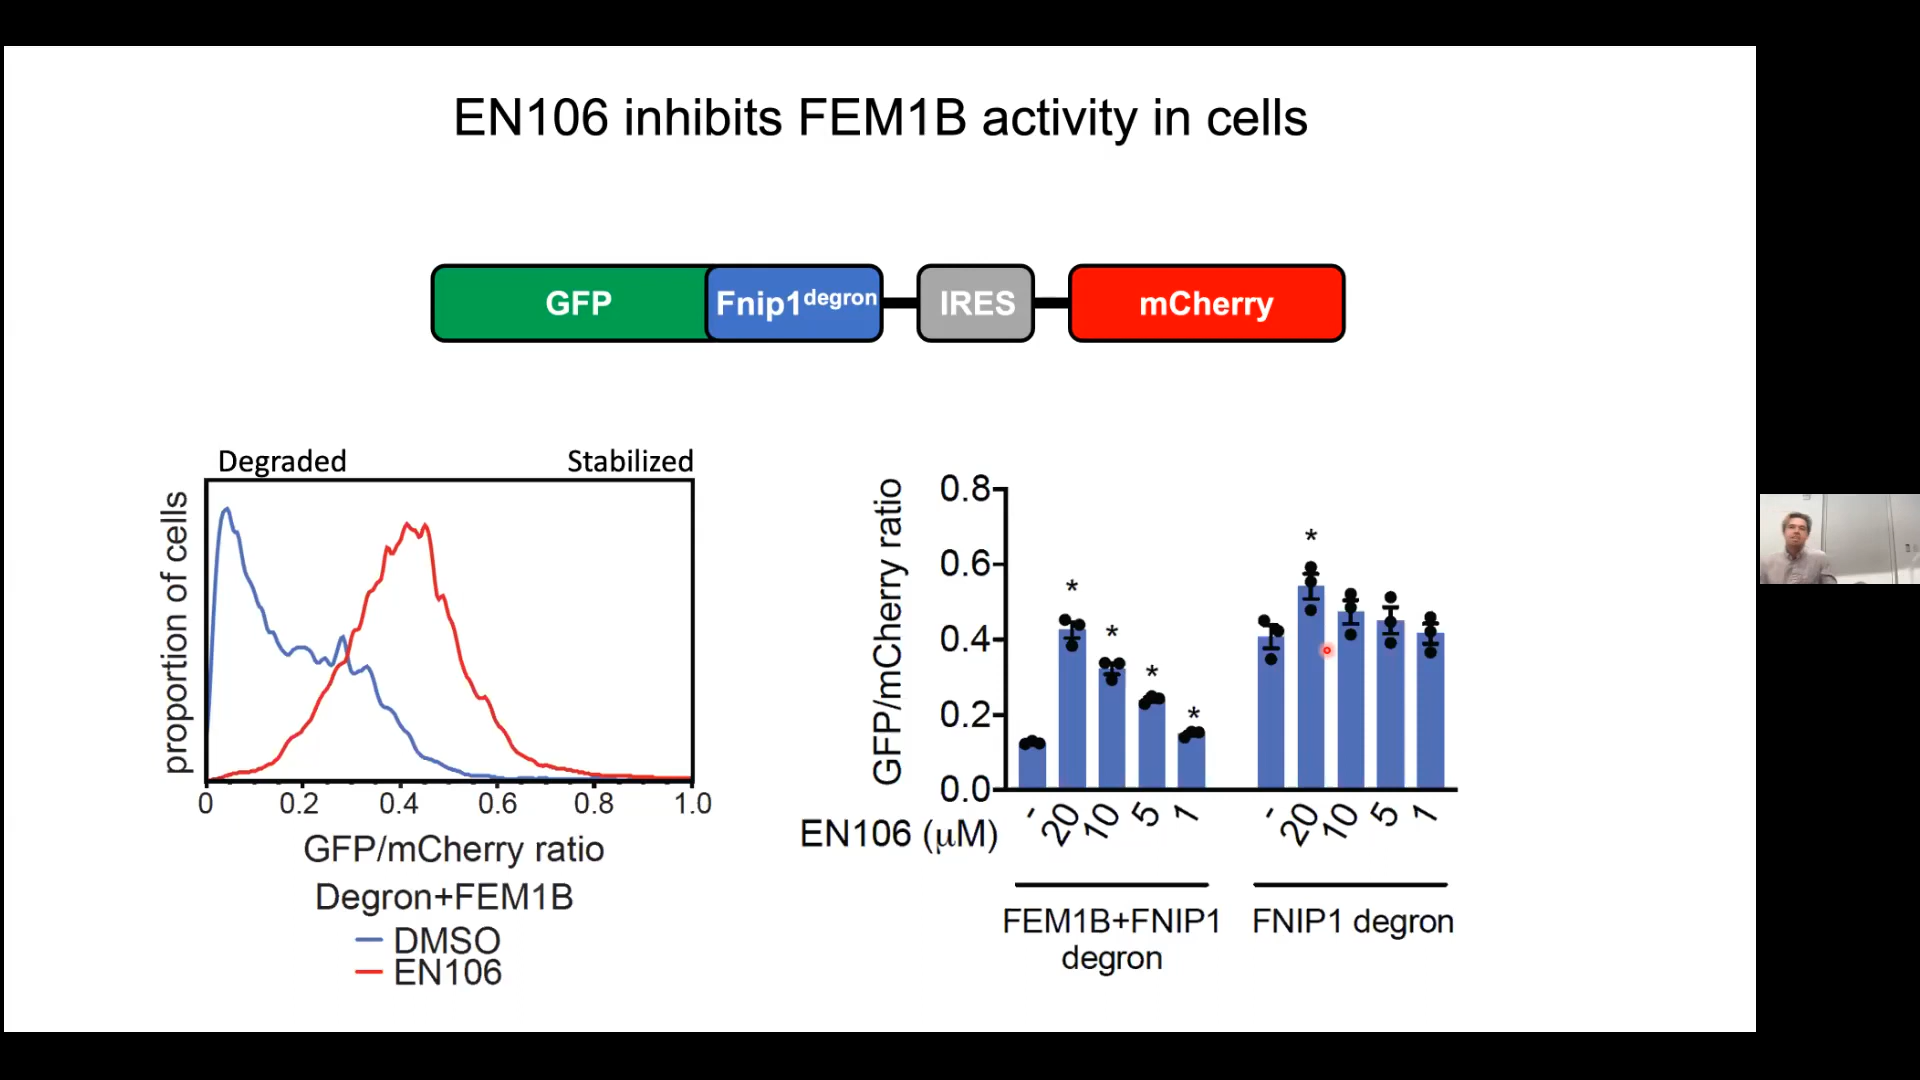 EN106 inhibits FEM1B activity in cells
GFP
Fnip1degron
IRES
mCherry
Degraded
Stabilized
proportion of cells
0
0.2
0.4
0.6
0.8
1.0
GFP/mCherry ratio
Degron+FEM1B
DMSO
EN106
GFP/mCherry ratio
0.8
0.6
0.4
0.2
0.0
*
*
*
*
*
EN106 (μM)
- 20 10 5 1
- 20 10 5 1
FEM1B+FNIP1
degron
FNIP1 degron